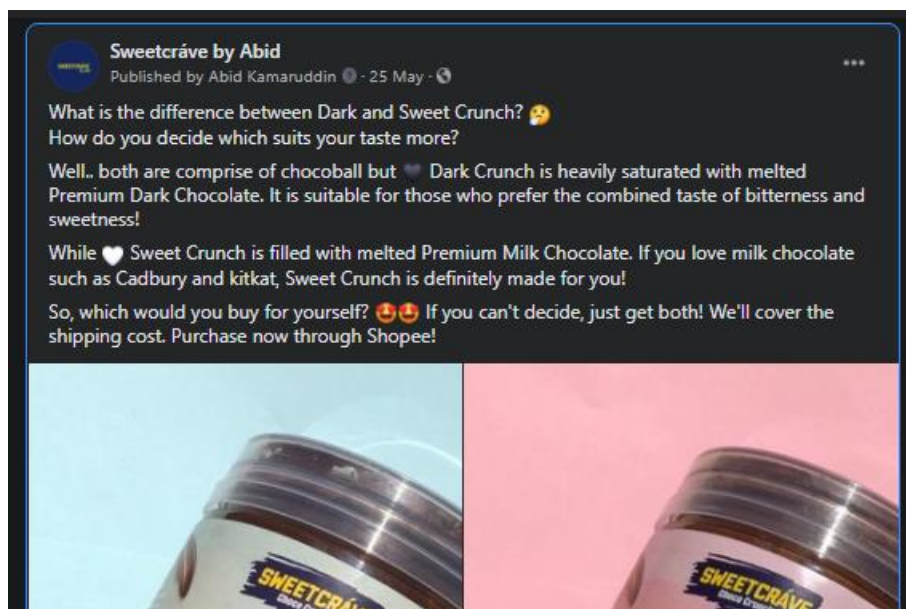 Sweetcráve by Abid
Published by Abid Kamaruddin · 25 May ·
What is the difference between Dark and Sweet Crunch? 🤔
How do you decide which suits your taste more?
Well.. both are comprise of chocoball but 🖤 Dark Crunch is heavily saturated with melted
Premium Dark Chocolate. It is suitable for those who prefer the combined taste of bitterness and
sweetness!
While 🤍 Sweet Crunch is filled with melted Premium Milk Chocolate. If you love milk chocolate
such as Cadbury and kitkat, Sweet Crunch is definitely made for you!
So, which would you buy for yourself? 🤩🤩 If you can't decide, just get both! We'll cover the
shipping cost. Purchase now through Shopee!
SWEETCRÁVE
Choco
SWEETCRÁVE
Choco